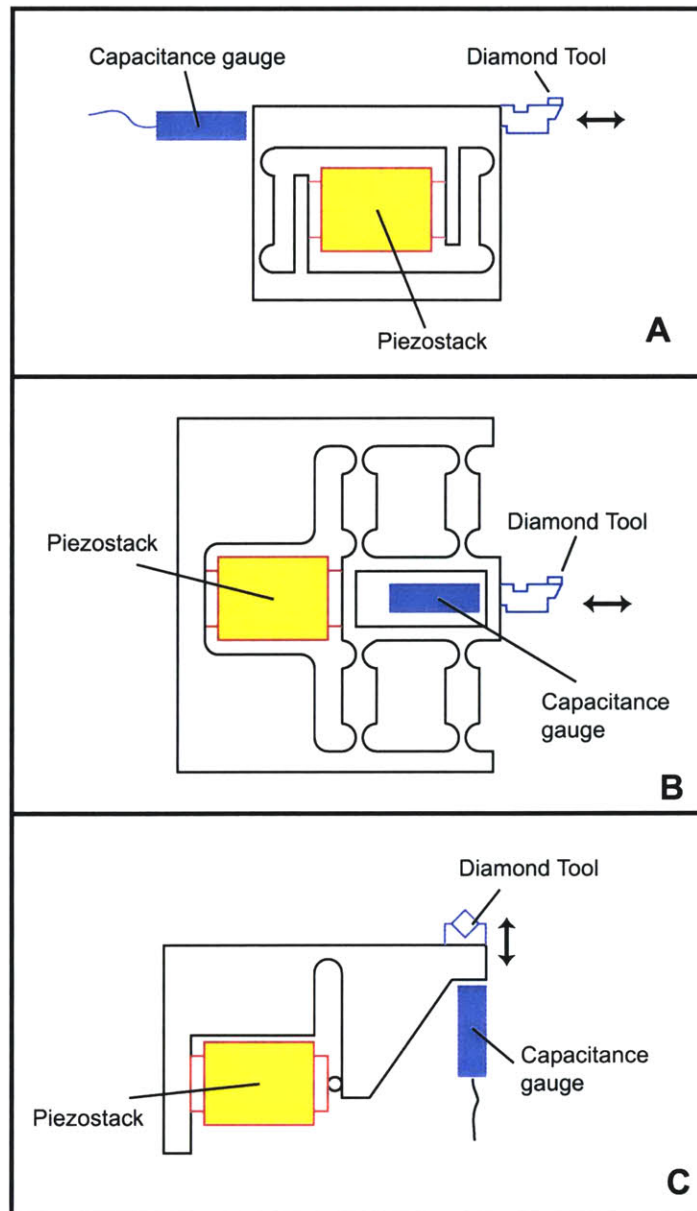 Capacitance gauge
Diamond Tool
Piezostack
A
Piezostack
Diamond Tool
Capacitance
gauge
B
Diamond Tool
Piezostack
Capacitance
gauge
C